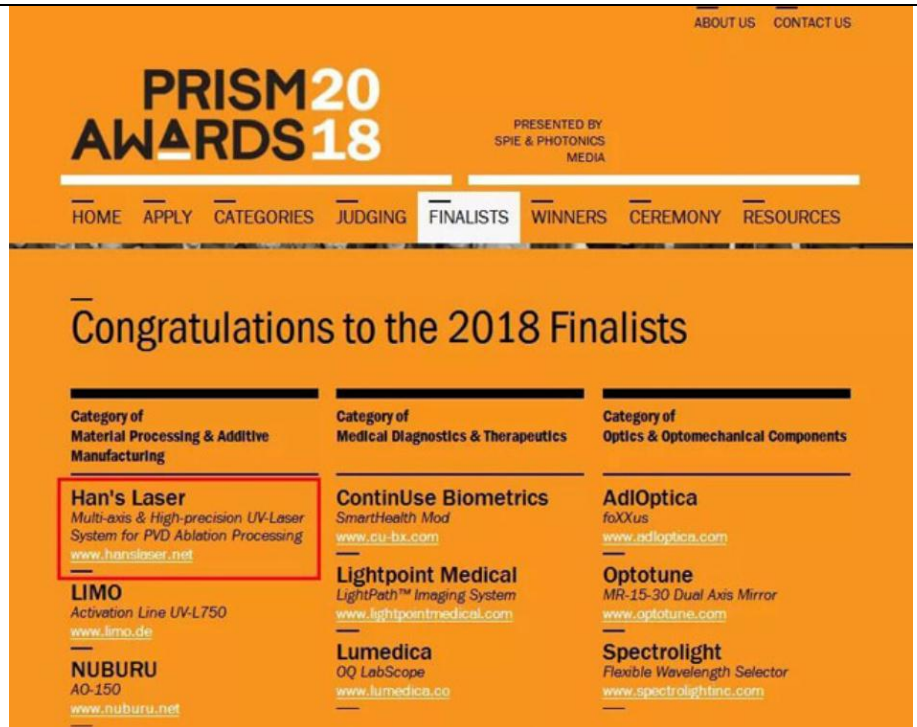 ABOUT US CONTACT US
PRISM 20
AWARDS 18
PRESENTED BY
SPIE & PHOTONICS
MEDIA
HOME APPLY CATEGORIES JUDGING FINALISTS WINNERS CEREMONY RESOURCES
Congratulations to the 2018 Finalists
Category of
Material Processing & Additive
Manufacturing
Han's Laser
Multi-axis & High-precision UV-Laser
System for PVD Ablation Processing
www.hanslaser.net
LIMO
Activation Line UV-L750
www.limo.de
NUBURU
AO-150
www.nuburu.net
Category of
Medical Diagnostics & Therapeutics
ContinUse Biometrics
SmartHealth Mod
www.cu-bx.com
Lightpoint Medical
LightPath™ Imaging System
www.lightpointmedical.com
Lumedica
OQ LabScope
www.lumedica.co
Category of
Optics & Optomechanical Components
AdlOptica
foXXus
www.adloptica.com
Optotune
MR-15-30 Dual Axis Mirror
www.optotune.com
Spectrolight
Flexible Wavelength Selector
www.spectrolightinc.com